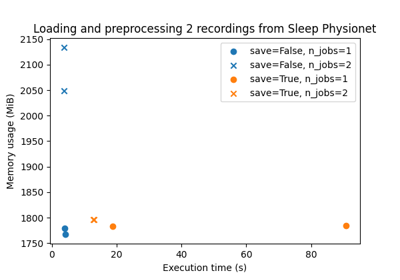 Loading and preprocessing 2 recordings from Sleep Physionet
2150
2100
2050
2000
1950
1900
1850
1800
1750
Memory usage (MiB)
save=False, n_jobs=1
save=False, n_jobs=2
save=True, n_jobs=1
save=True, n_jobs=2
0 20 40 60 80
Execution time (s)